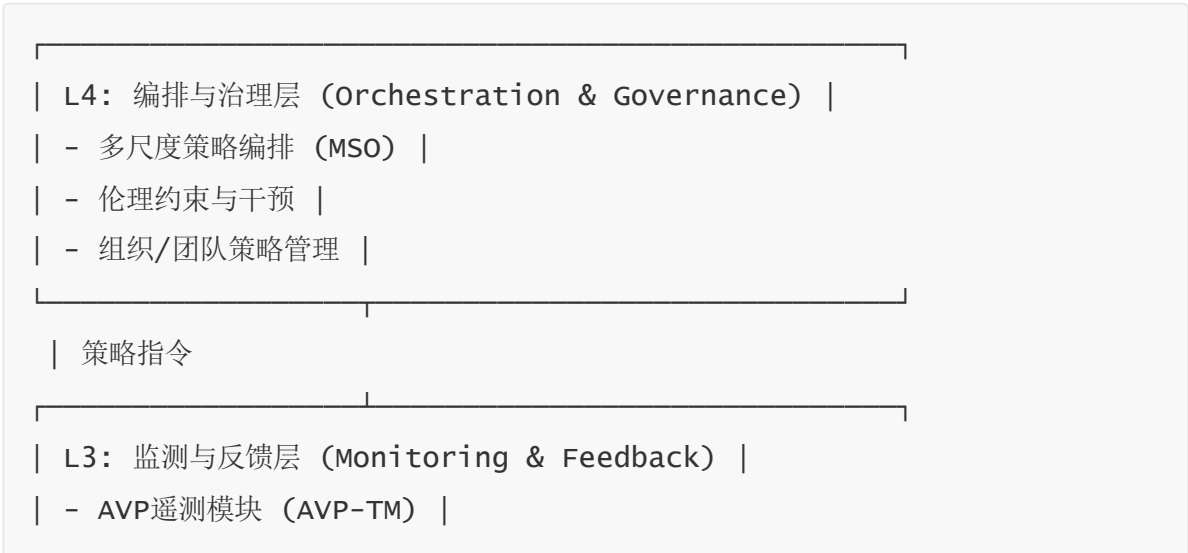 ┌──────────────────────────────────────────────────┐
| L4: 编排与治理层 (Orchestration & Governance) |
| - 多尺度策略编排 (MSO) |
| - 伦理约束与干预 |
| - 组织/团队策略管理 |
└───────────────────┬──────────────────────────────┘
| 策略指令
┌───────────────────┴──────────────────────────────┐
| L3: 监测与反馈层 (Monitoring & Feedback) |
| - AVP遥测模块 (AVP-TM) |